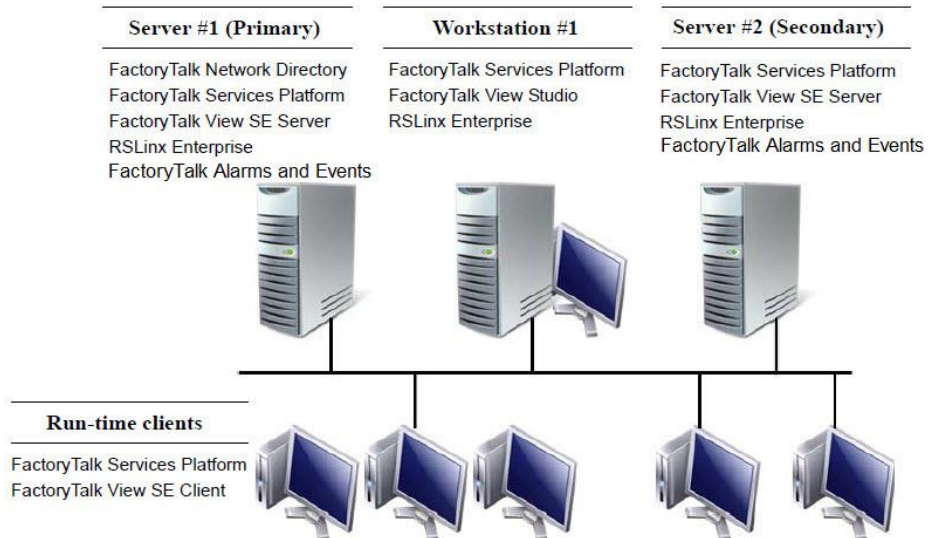 Server #1 (Primary)
FactoryTalk Network Directory
FactoryTalk Services Platform
FactoryTalk View SE Server
RSLinx Enterprise
FactoryTalk Alarms and Events
Workstation #1
FactoryTalk Services Platform
FactoryTalk View Studio
RSLinx Enterprise
Server #2 (Secondary)
FactoryTalk Services Platform
FactoryTalk View SE Server
RSLinx Enterprise
FactoryTalk Alarms and Events
Run-time clients
FactoryTalk Services Platform
FactoryTalk View SE Client